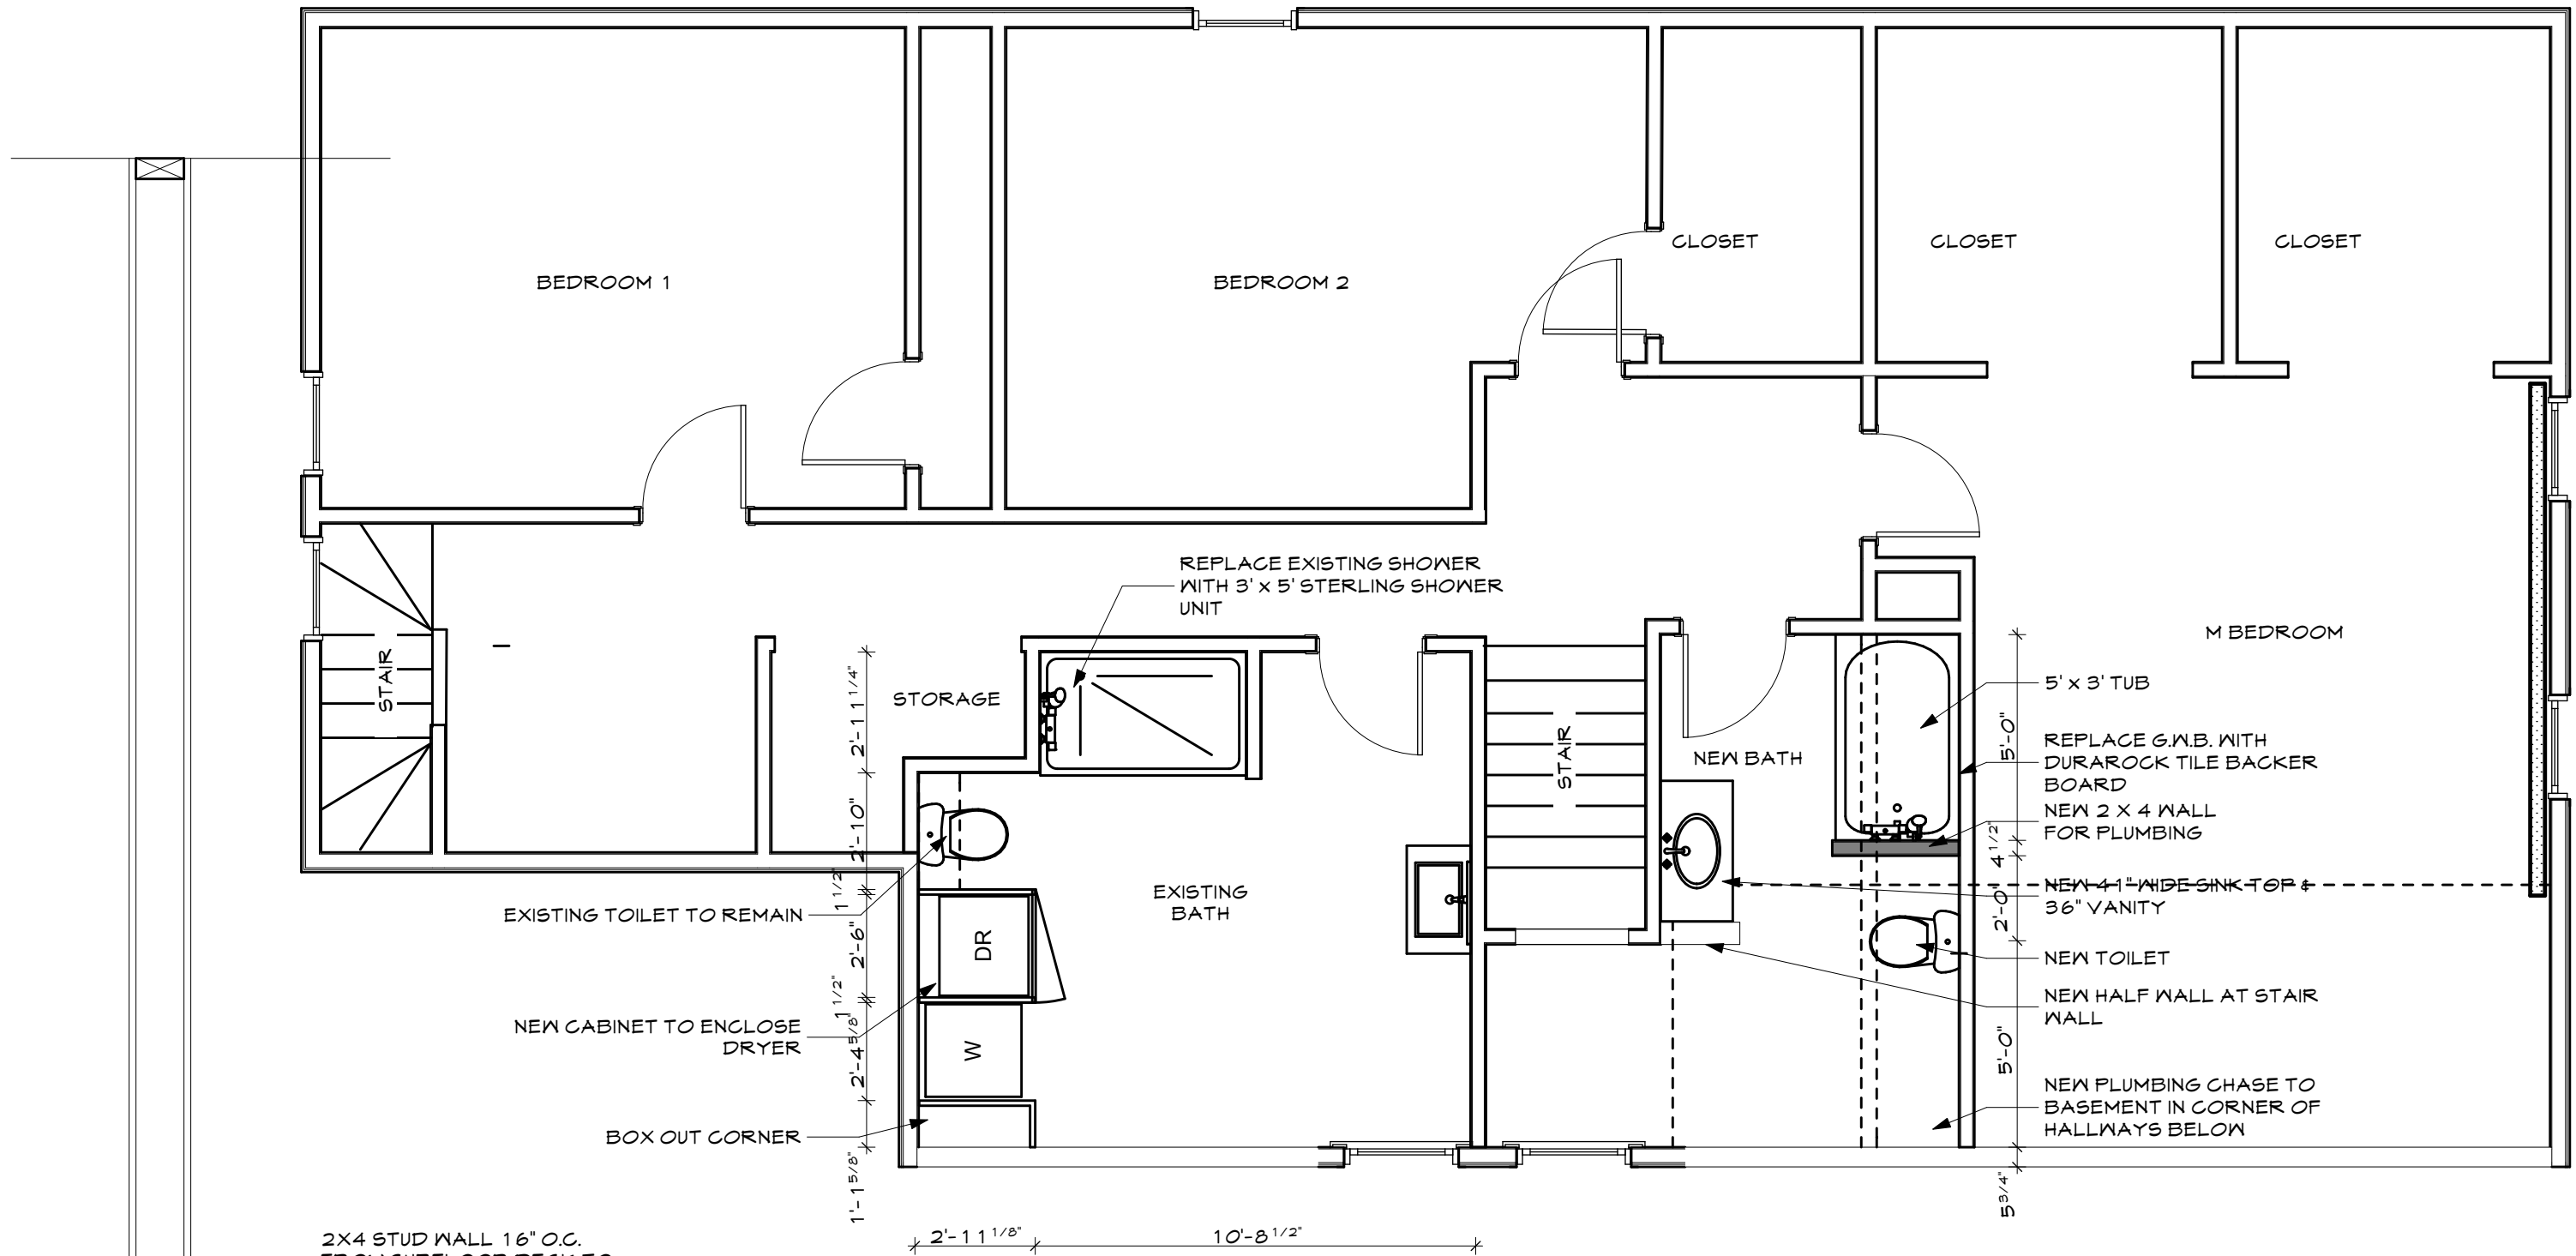 BEDROOM 1
BEDROOM 2
CLOSET
CLOSET
CLOSET
REPLACE EXISTING SHOWER
WITH 3' x 5' STERLING SHOWER
UNIT
STAIR
STORAGE
2'-11 1/4"
2'-10"
1 1/2"
2'-6"
1 1/2"
2'-4 5/8"
1'-1 5/8"
EXISTING TOILET TO REMAIN
NEW CABINET TO ENCLOSE
DRYER
BOX OUT CORNER
DR
W
EXISTING
BATH
STAIR
NEW BATH
M BEDROOM
5'-0"
4 1/2"
2'-0"
5'-0"
5 3/4"
5' x 3' TUB
REPLACE G.W.B. WITH
DURAROCK TILE BACKER
BOARD
NEW 2 X 4 WALL
FOR PLUMBING
NEW 41" WIDE SINK TOP &
36" VANITY
NEW TOILET
NEW HALF WALL AT STAIR
WALL
NEW PLUMBING CHASE TO
BASEMENT IN CORNER OF
HALLWAYS BELOW
2'-11 1/8"
10'-8 1/2"
2X4 STUD WALL 16" O.C.